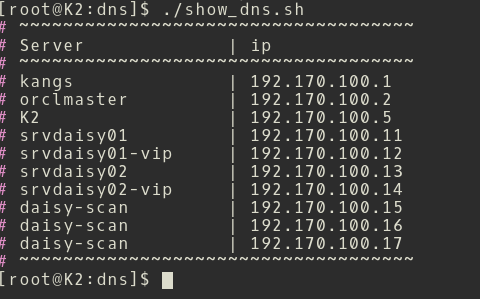 [root@K2:dns]$ ./show_dns.sh
# ~~~~~~~~~~~~~~~~~~~~~~~~~~~~~~~~~~~~~
# Server | ip
# ~~~~~~~~~~~~~~~~~~~~~~~~~~~~~~~~~~~~~
# kangs | 192.170.100.1
# orclmaster | 192.170.100.2
# K2 | 192.170.100.5
# srvdaisy01 | 192.170.100.11
# srvdaisy01-vip | 192.170.100.12
# srvdaisy02 | 192.170.100.13
# srvdaisy02-vip | 192.170.100.14
# daisy-scan | 192.170.100.15
# daisy-scan | 192.170.100.16
# daisy-scan | 192.170.100.17
# ~~~~~~~~~~~~~~~~~~~~~~~~~~~~~~~~~~~~~
[root@K2:dns]$